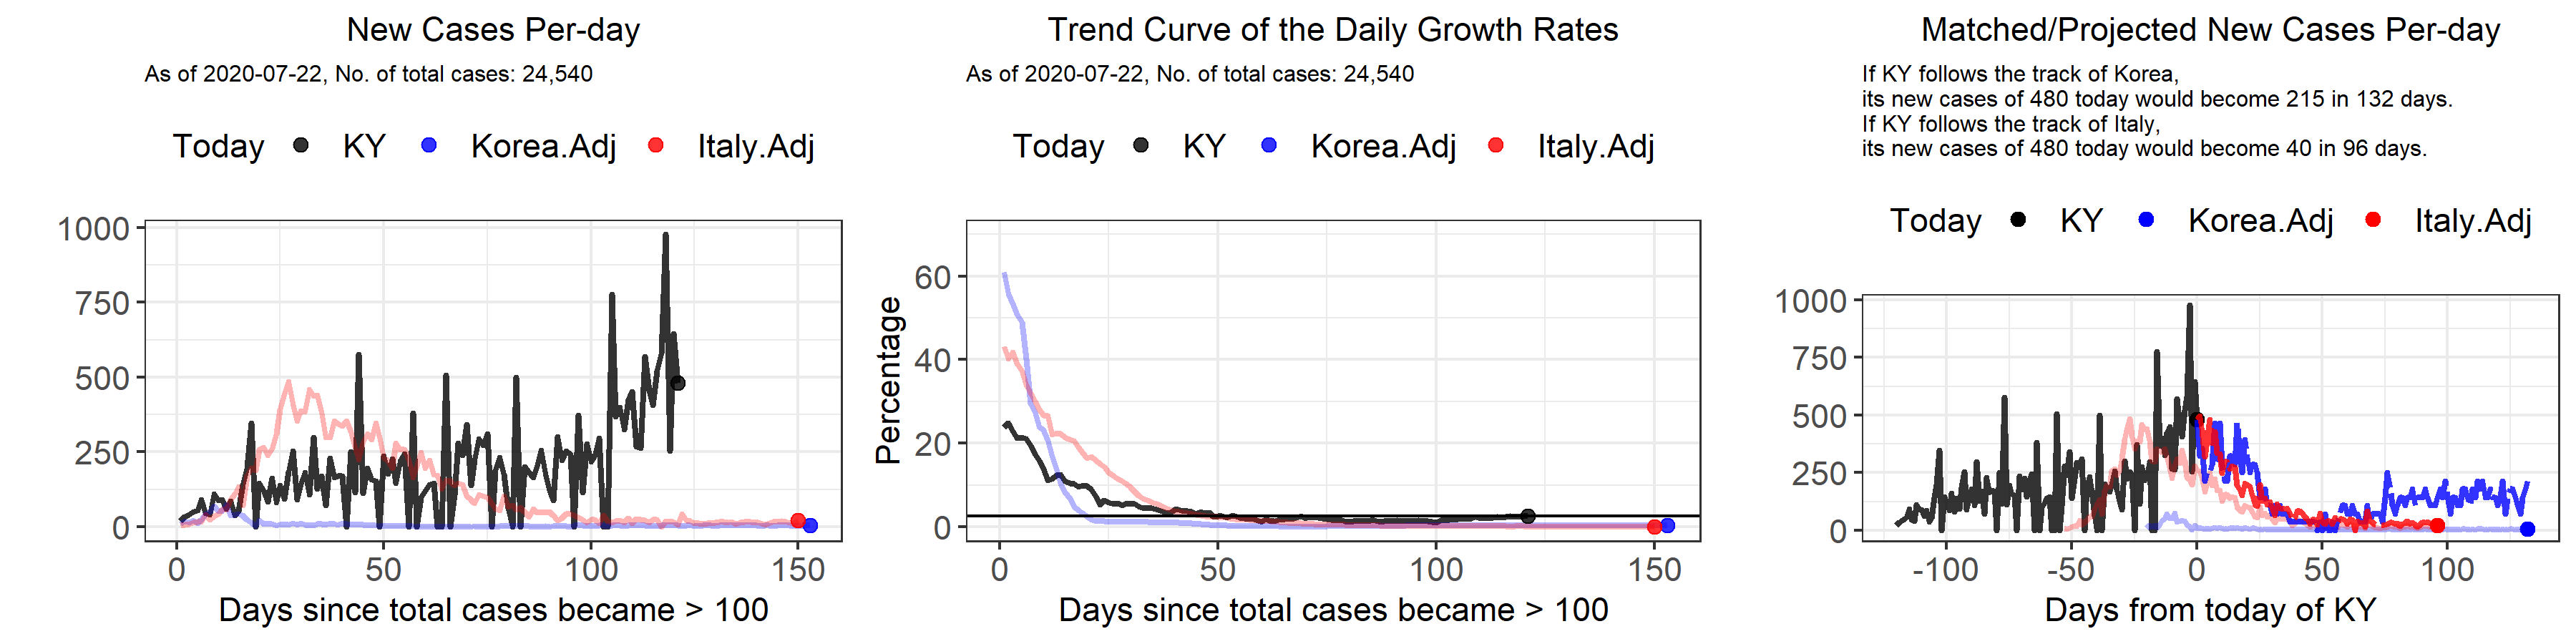 New Cases Per-day
As of 2020-07-22, No. of total cases: 24,540
Today KY Korea.Adj Italy.Adj
1000
750
500
250
0
0 50 100 150
Days since total cases became > 100
Trend Curve of the Daily Growth Rates
As of 2020-07-22, No. of total cases: 24,540
Today KY Korea.Adj Italy.Adj
Percentage
60
40
20
0
0 50 100 150
Days since total cases became > 100
Matched/Projected New Cases Per-day
If KY follows the track of Korea,
its new cases of 480 today would become 215 in 132 days.
If KY follows the track of Italy,
its new cases of 480 today would become 40 in 96 days.
Today KY Korea.Adj Italy.Adj
1000
750
500
250
0
-100 -50 0 50 100
Days from today of KY